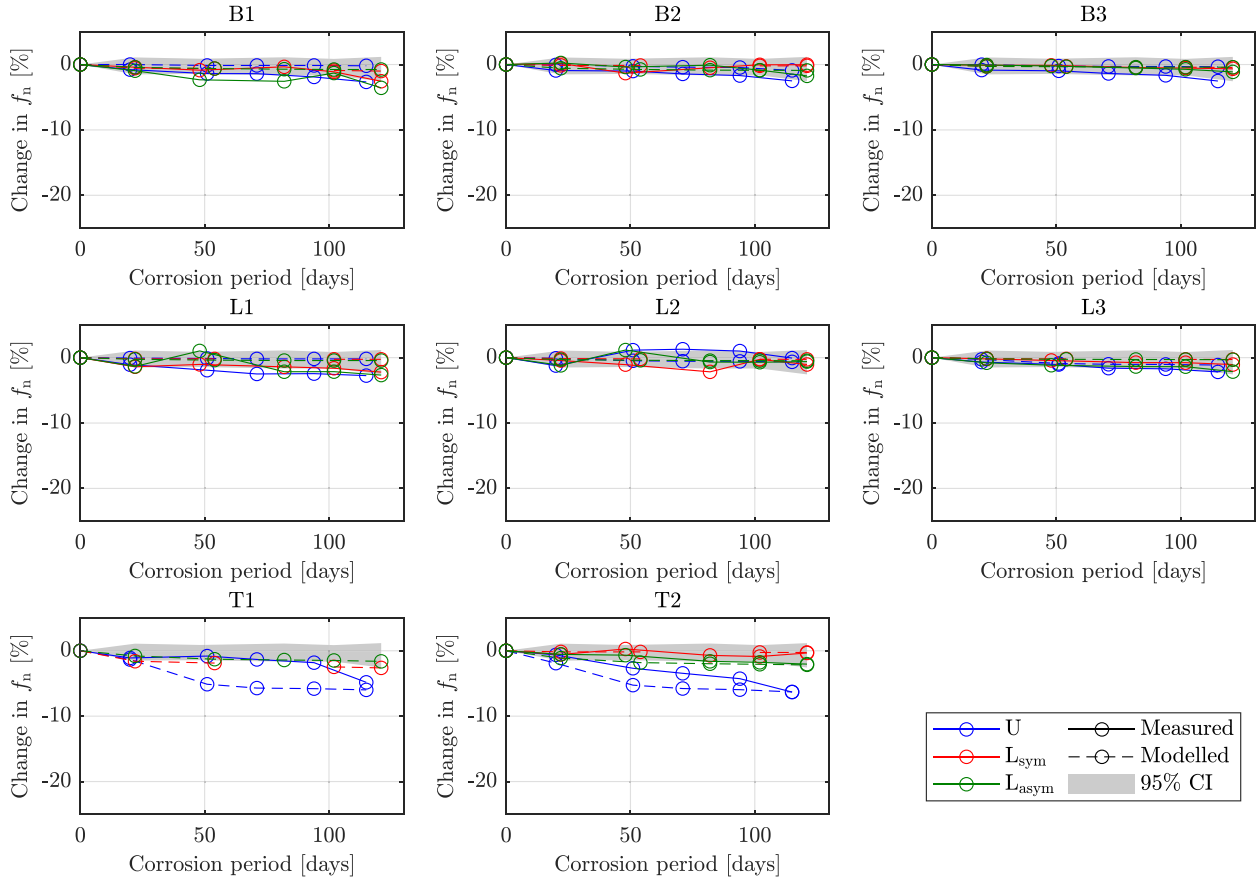 B1
B2
B3
Change in fₙ [%]
0
-10
-20
0
50
100
Corrosion period [days]
Change in fₙ [%]
0
-10
-20
0
50
100
Corrosion period [days]
Change in fₙ [%]
0
-10
-20
0
50
100
Corrosion period [days]
L1
L2
L3
Change in fₙ [%]
0
-10
-20
0
50
100
Corrosion period [days]
Change in fₙ [%]
0
-10
-20
0
50
100
Corrosion period [days]
Change in fₙ [%]
0
-10
-20
0
50
100
Corrosion period [days]
T1
T2
Change in fₙ [%]
0
-10
-20
0
50
100
Corrosion period [days]
Change in fₙ [%]
0
-10
-20
0
50
100
Corrosion period [days]
U
Measured
Lsym
Modelled
Lasym
95% CI